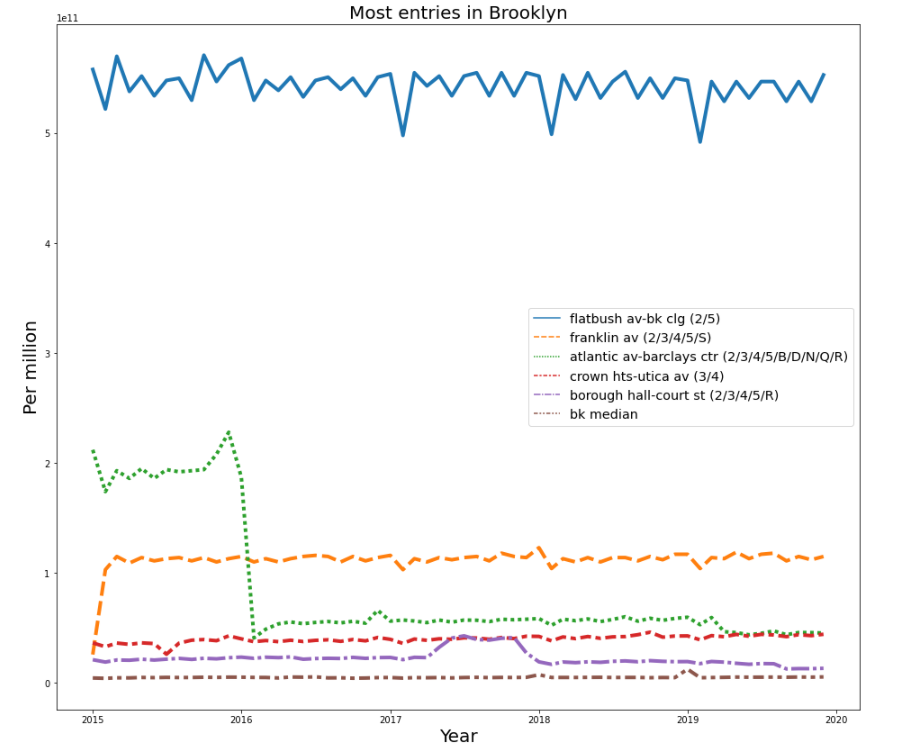 Most entries in Brooklyn
1e11
5
4
3
2
1
0
Per million
flatbush av-bk clg (2/5)
franklin av (2/3/4/5/S)
atlantic av-barclays ctr (2/3/4/5/B/D/N/Q/R)
crown hts-utica av (3/4)
borough hall-court st (2/3/4/5/R)
bk median
2015
2016
2017
2018
2019
2020
Year